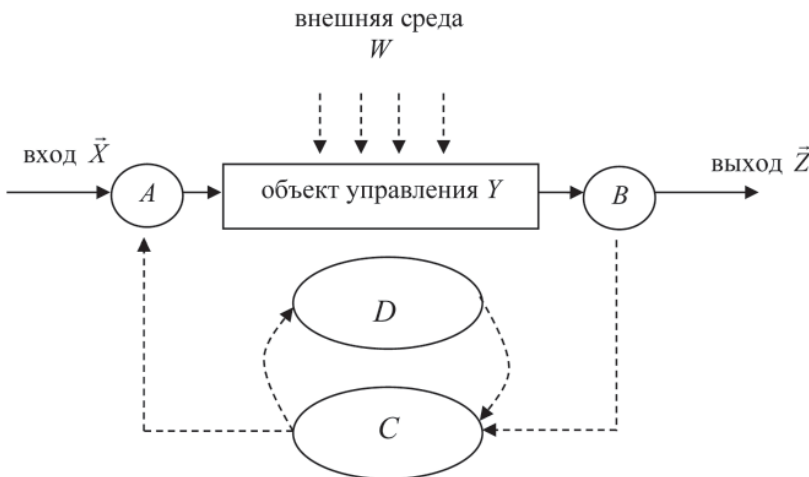 внешняя среда
W
вход X⃗
A
объект управления Y
B
выход Z⃗
D
C